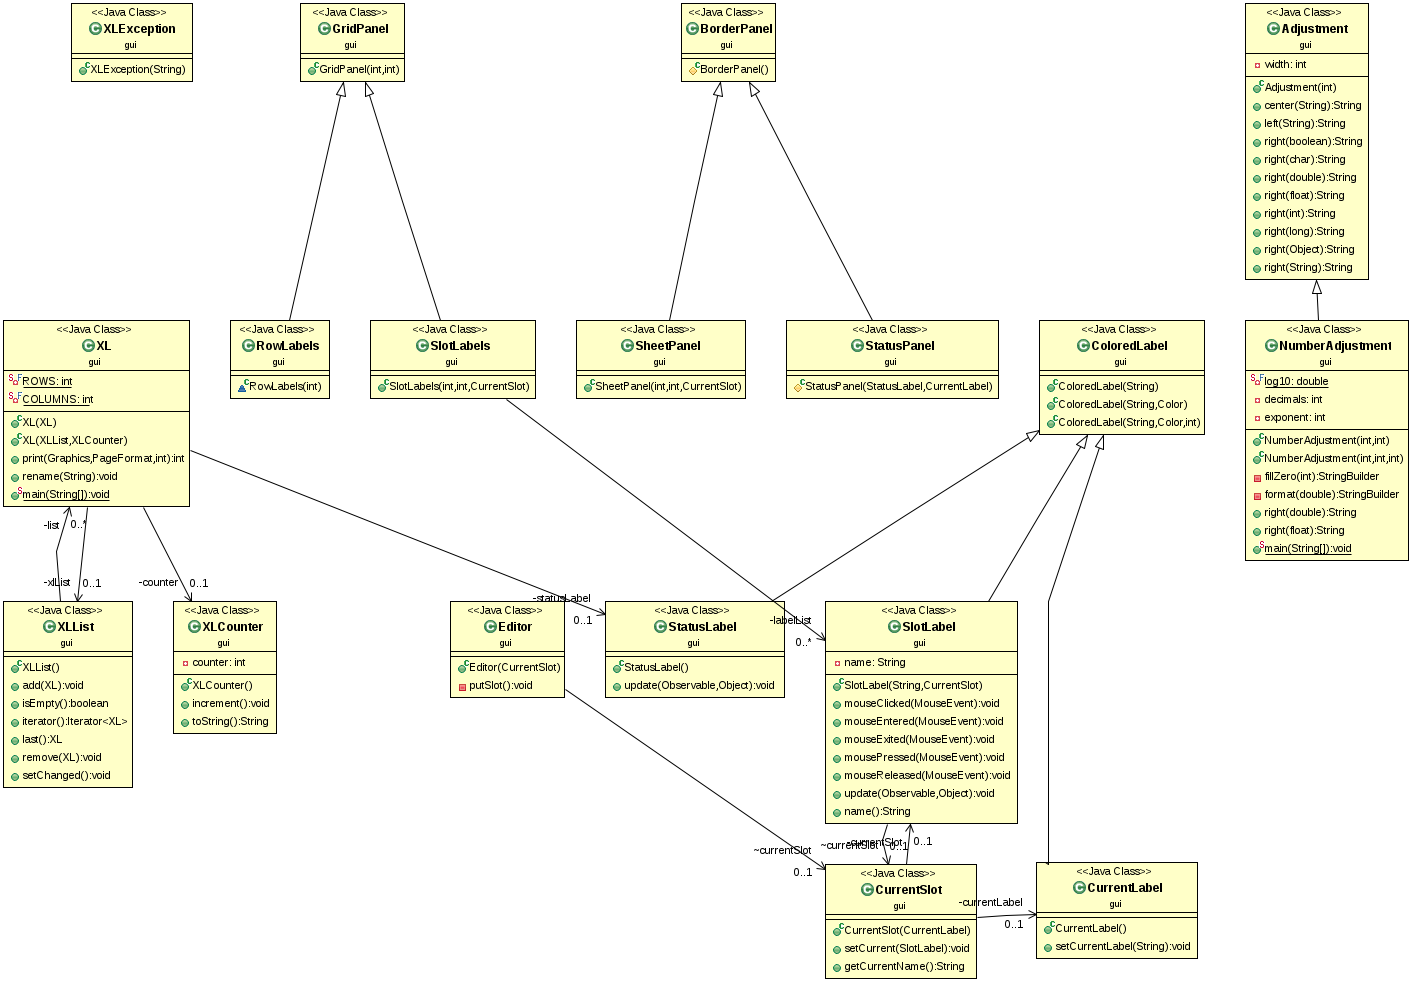 <<Java Class>>
XLException
gui
XLException(String)
<<Java Class>>
GridPanel
gui
GridPanel(int,int)
<<Java Class>>
BorderPanel
gui
BorderPanel()
<<Java Class>>
Adjustment
gui
width: int
Adjustment(int)
center(String):String
left(String):String
right(boolean):String
right(char):String
right(double):String
right(float):String
right(int):String
right(long):String
right(Object):String
right(String):String
<<Java Class>>
XL
gui
ROWS: int
COLUMNS: int
XL(XL)
XL(XLList,XLCounter)
print(Graphics,PageFormat,int):int
rename(String):void
main(String[]):void
<<Java Class>>
RowLabels
gui
RowLabels(int)
<<Java Class>>
SlotLabels
gui
SlotLabels(int,int,CurrentSlot)
<<Java Class>>
SheetPanel
gui
SheetPanel(int,int,CurrentSlot)
<<Java Class>>
StatusPanel
gui
StatusPanel(StatusLabel,CurrentLabel)
<<Java Class>>
ColoredLabel
gui
ColoredLabel(String)
ColoredLabel(String,Color)
ColoredLabel(String,Color,int)
<<Java Class>>
NumberAdjustment
gui
log10: double
decimals: int
exponent: int
NumberAdjustment(int,int)
NumberAdjustment(int,int,int)
fillZero(int):StringBuilder
format(double):StringBuilder
right(double):String
right(float):String
main(String[]):void
-list
0..*
-xlList
0..1
-counter
0..1
-statusLabel
0..1
-labelList
0..*
<<Java Class>>
XLList
gui
XLList()
add(XL):void
isEmpty():boolean
iterator():Iterator<XL>
last():XL
remove(XL):void
setChanged():void
<<Java Class>>
XLCounter
gui
counter: int
XLCounter()
increment():void
toString():String
<<Java Class>>
Editor
gui
Editor(CurrentSlot)
putSlot():void
<<Java Class>>
StatusLabel
gui
StatusLabel()
update(Observable,Object):void
<<Java Class>>
SlotLabel
gui
name: String
SlotLabel(String,CurrentSlot)
mouseClicked(MouseEvent):void
mouseEntered(MouseEvent):void
mouseExited(MouseEvent):void
mousePressed(MouseEvent):void
mouseReleased(MouseEvent):void
update(Observable,Object):void
name():String
~currentSlot
0..1
~currentSlot
0..1
-currentSlot
0..1
<<Java Class>>
CurrentSlot
gui
CurrentSlot(CurrentLabel)
setCurrent(SlotLabel):void
getCurrentName():String
-currentLabel
0..1
<<Java Class>>
CurrentLabel
gui
CurrentLabel()
setCurrentLabel(String):void